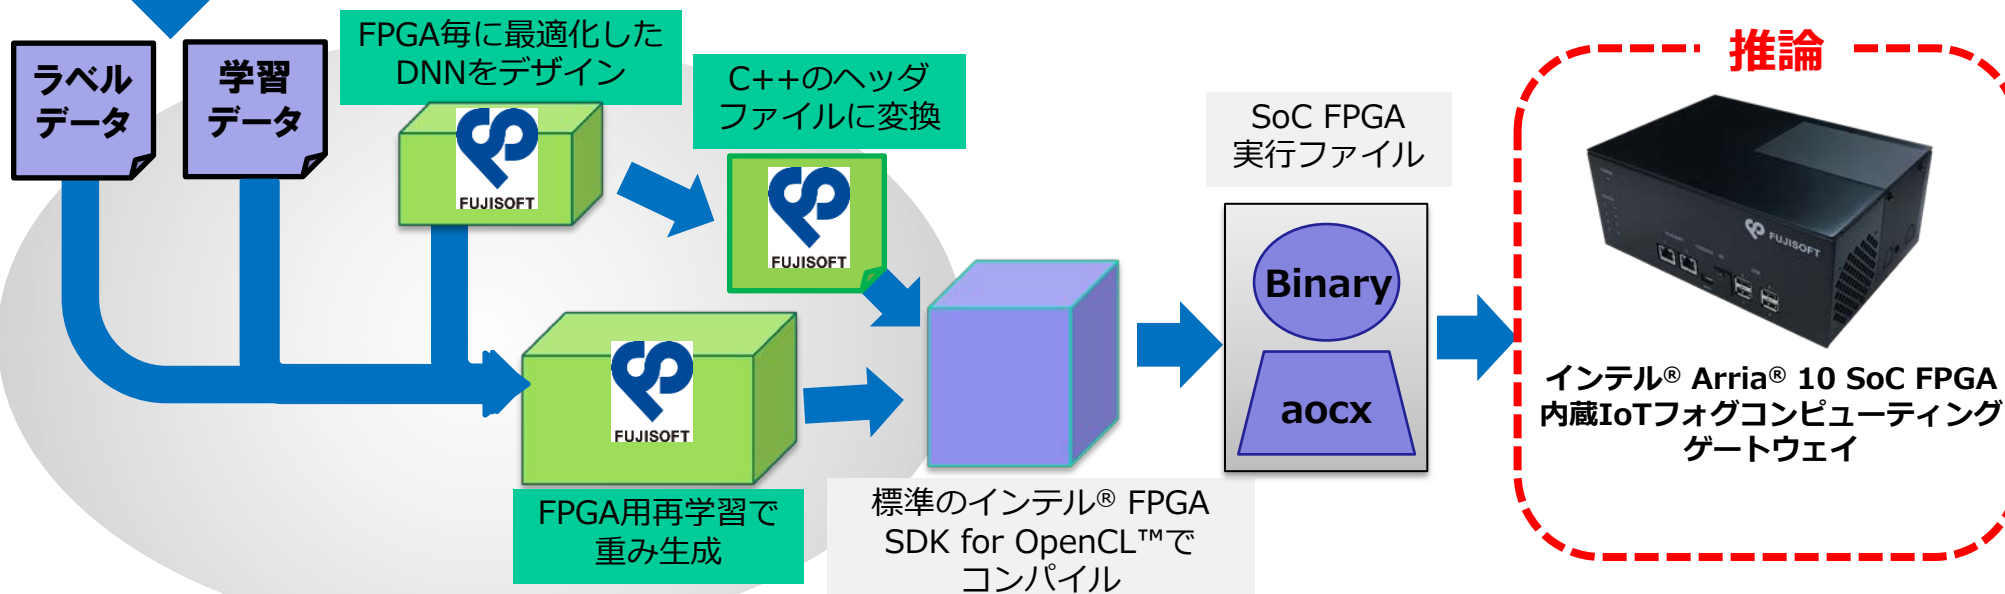 ラベル
データ
学習
データ
FPGA毎に最適化した
DNNをデザイン
FUJISOFT
C++のヘッダ
ファイルに変換
FUJISOFT
FUJISOFT
FPGA用再学習で
重み生成
標準のインテル® FPGA
SDK for OpenCL™で
コンパイル
SoC FPGA
実行ファイル
Binary
aocx
推論
FUJISOFT
インテル® Arria® 10 SoC FPGA
内蔵IoTフォグコンピューティング
ゲートウェイ